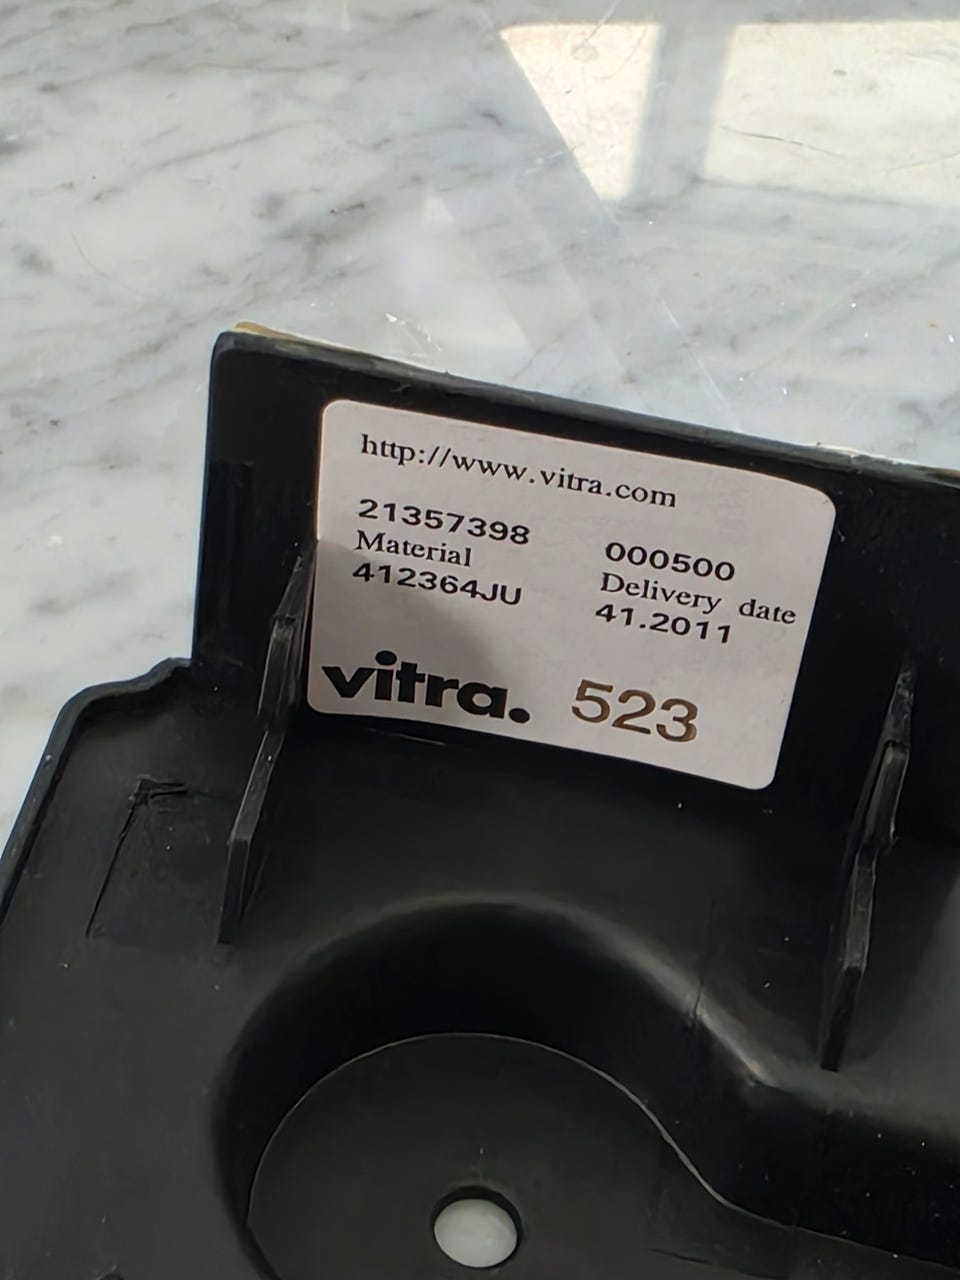 http://www.vitra.com
21357398 000500
Material Delivery date
412364JU 41.2011
vitra. 523